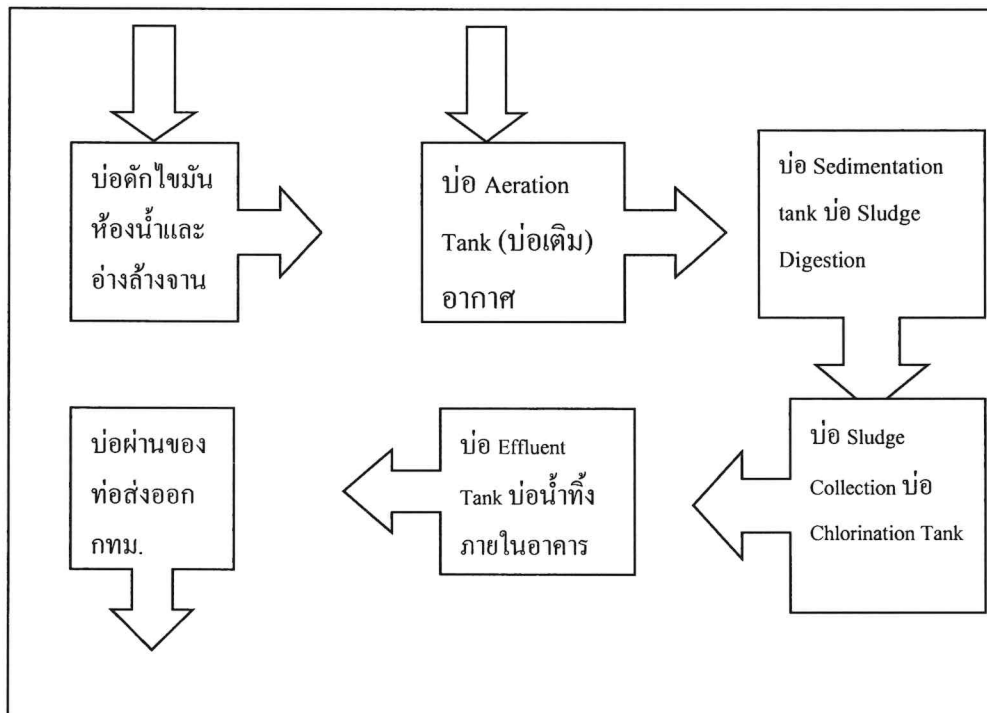 บ่อดักไขมัน
ห้องน้ำและ
อ่างล้างจาน
บ่อ Aeration
Tank (บ่อเติม)
อากาศ
บ่อ Sedimentation
tank บ่อ Sludge
Digestion
บ่อ Sludge
Collection บ่อ
Chlorination Tank
บ่อ Effluent
Tank บ่อน้ำทิ้ง
ภายในอาคาร
บ่อผ่านของ
ท่อส่งออก
กทม.